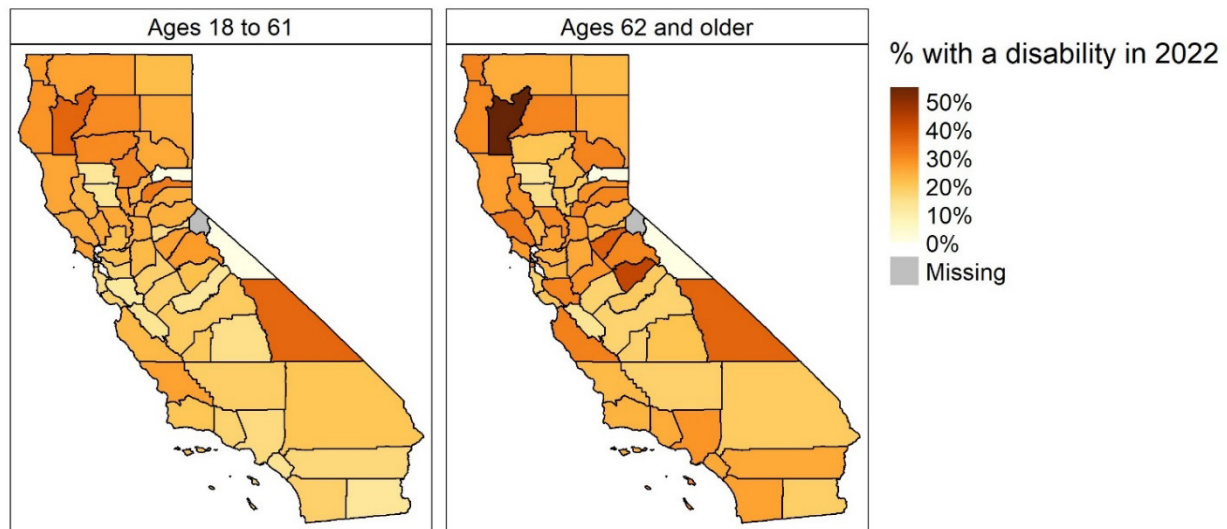 Ages 18 to 61
Ages 62 and older
% with a disability in 2022
50%
40%
30%
20%
10%
0%
Missing